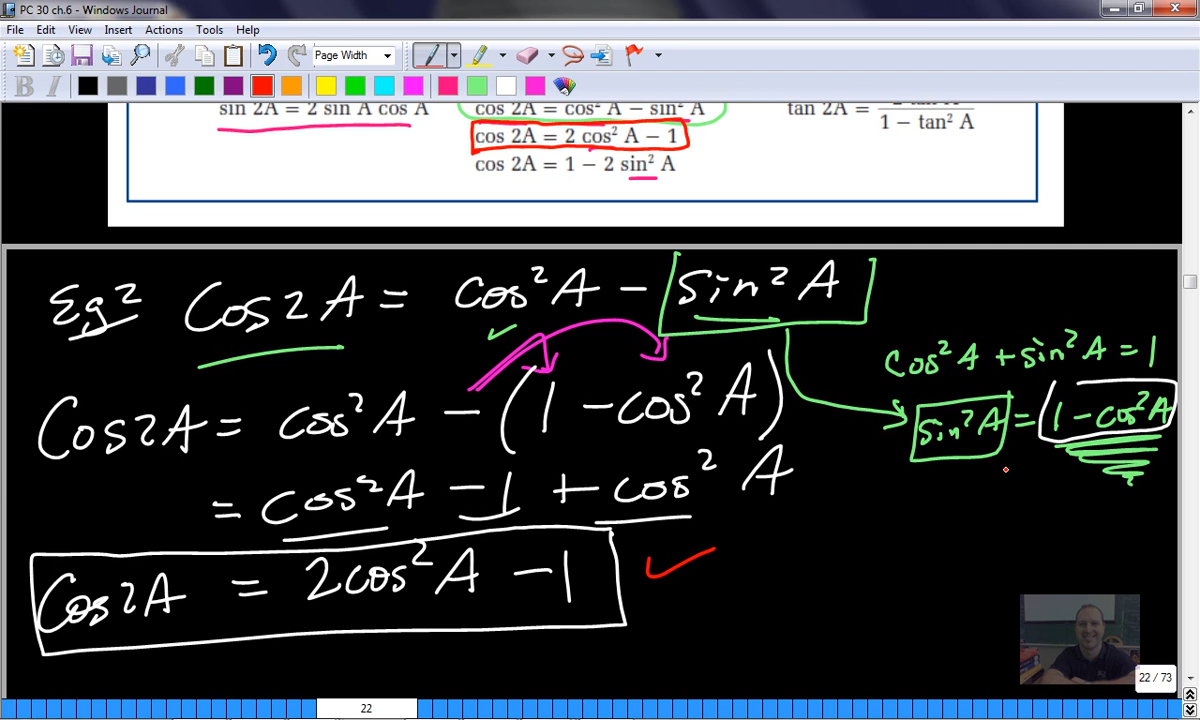 PC 30 ch.6 - Windows Journal
File Edit View Insert Actions Tools Help
Page Width
B I
sin 2A = 2 sin A cos A
cos 2A = cos² A − sin² A
cos 2A = 2 cos² A − 1
cos 2A = 1 − 2 sin² A
tan 2A =
1 − tan² A
Eg 2 Cos2A = cos²A − sin²A
cos²A + sin²A = 1
sin²A = 1 − cos²A
Cos2A = cos²A − (1 − cos²A)
= cos²A − 1 + cos²A
Cos2A = 2cos²A − 1
22 / 73
22